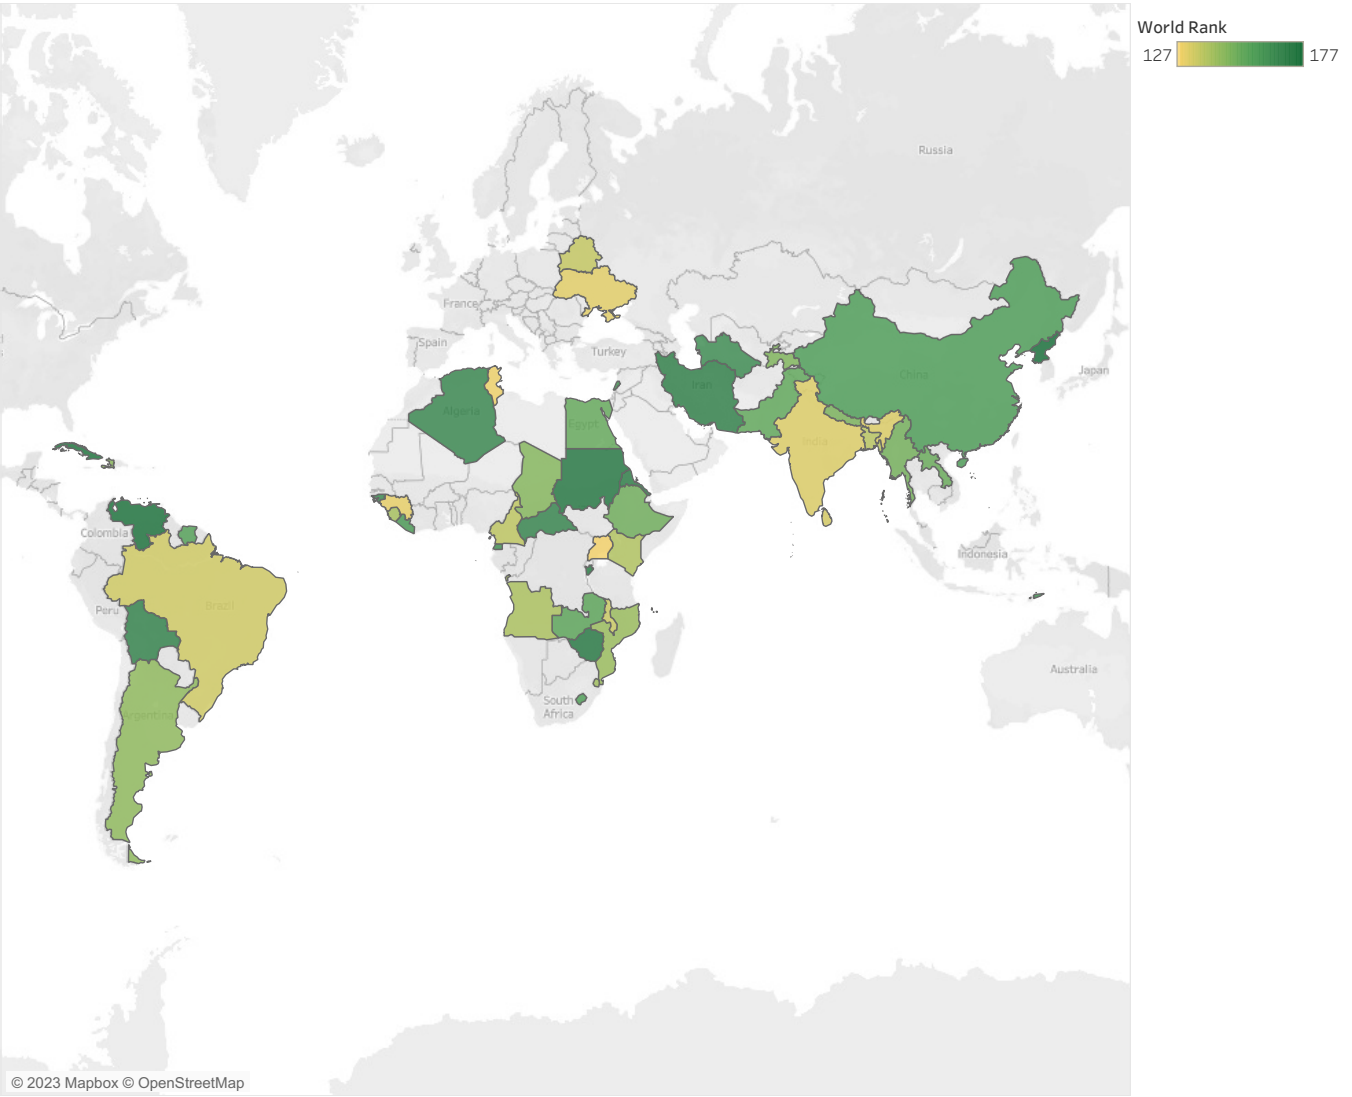 World Rank
127 177
Russia
France
Spain
Turkey
Japan
Iran
China
Algeria
Egypt
India
Colombia
Indonesia
Peru
Brazil
Australia
South
Africa
Argentina
© 2023 Mapbox © OpenStreetMap